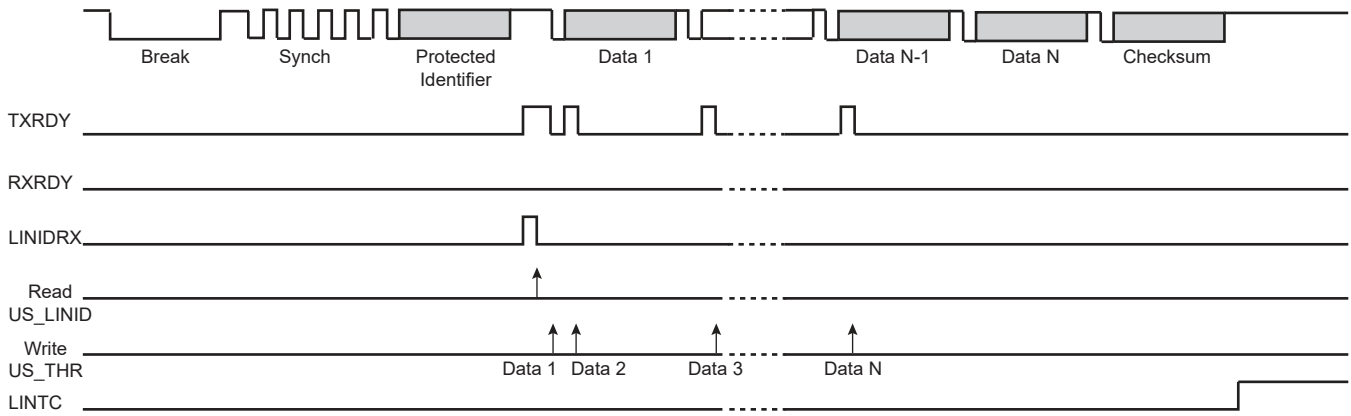 Break Synch Protected Data 1 Data N-1 Data N Checksum
Identifier
TXRDY
RXRDY
LINIDRX
Read
US_LINID
Write
US_THR Data 1 Data 2 Data 3 Data N
LINTC